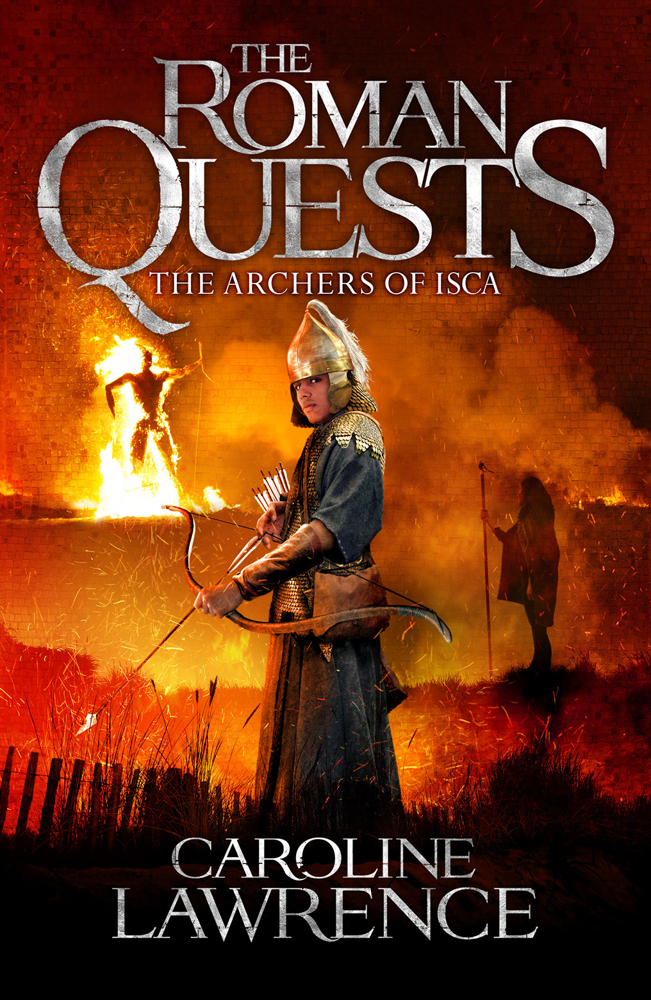 THE
ROMAN
QUESTS
THE ARCHERS OF ISCA
CAROLINE
LAWRENCE